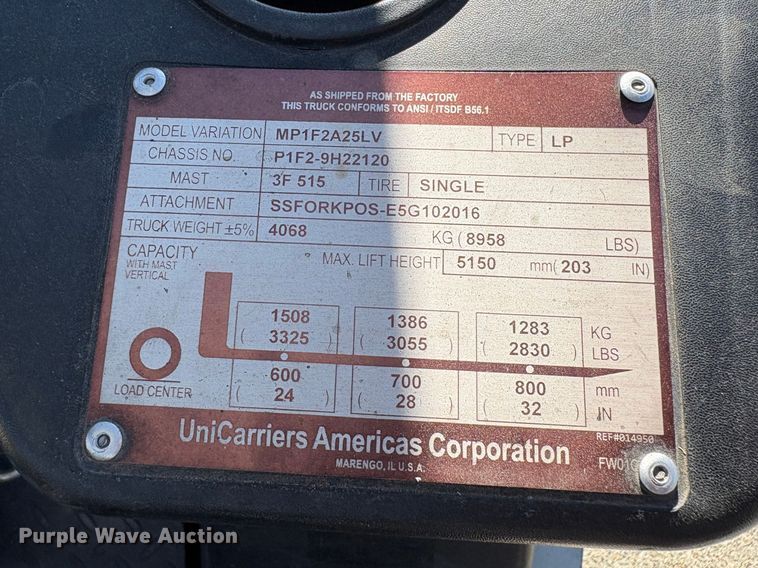 AS SHIPPED FROM THE FACTORY
THIS TRUCK CONFORMS TO ANSI / ITSDF B56.1
MODEL VARIATION MP1F2A25LV TYPE LP
CHASSIS NO. P1F2-9H22120
MAST 3F 515 TIRE SINGLE
ATTACHMENT SSFORKPOS-E5G102016
TRUCK WEIGHT ±5% 4068 KG ( 8958 LBS)
CAPACITY MAX. LIFT HEIGHT 5150 mm( 203 IN)
WITH MAST
VERTICAL
1508 1386 1283 KG
( 3325 ) ( 3055 ) ( 2830 ) LBS
600 700 800 mm
LOAD CENTER ( 24 ) ( 28 ) ( 32 ) IN
REF#014950
UniCarriers Americas Corporation
MARENGO, IL U.S.A.
Purple Wave Auction